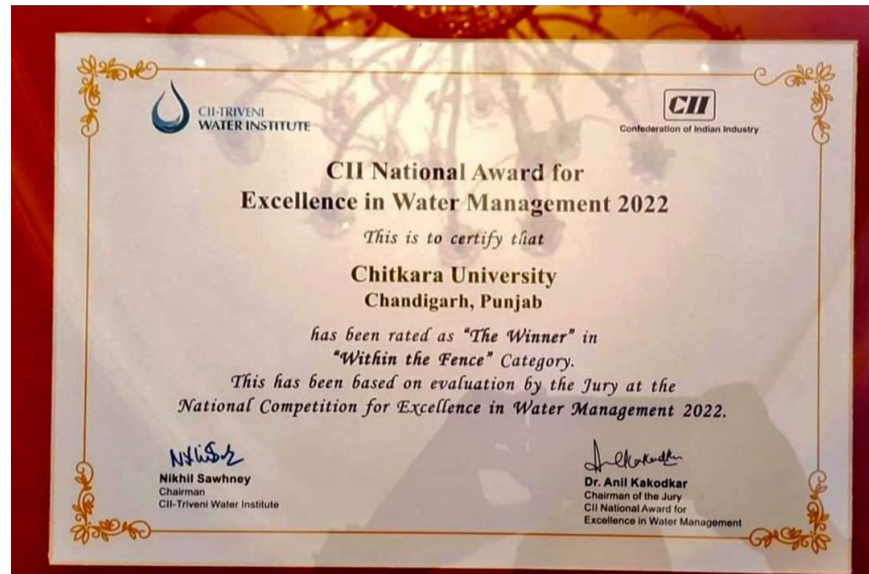 CII-TRIVENI
WATER INSTITUTE
CII
Confederation of Indian Industry
CII National Award for
Excellence in Water Management 2022
This is to certify that
Chitkara University
Chandigarh, Punjab
has been rated as "The Winner" in
"Within the Fence" Category.
This has been based on evaluation by the Jury at the
National Competition for Excellence in Water Management 2022.
Nikhil Sawhney
Chairman
CII-Triveni Water Institute
Dr. Anil Kakodkar
Chairman of the Jury
CII National Award for
Excellence in Water Management